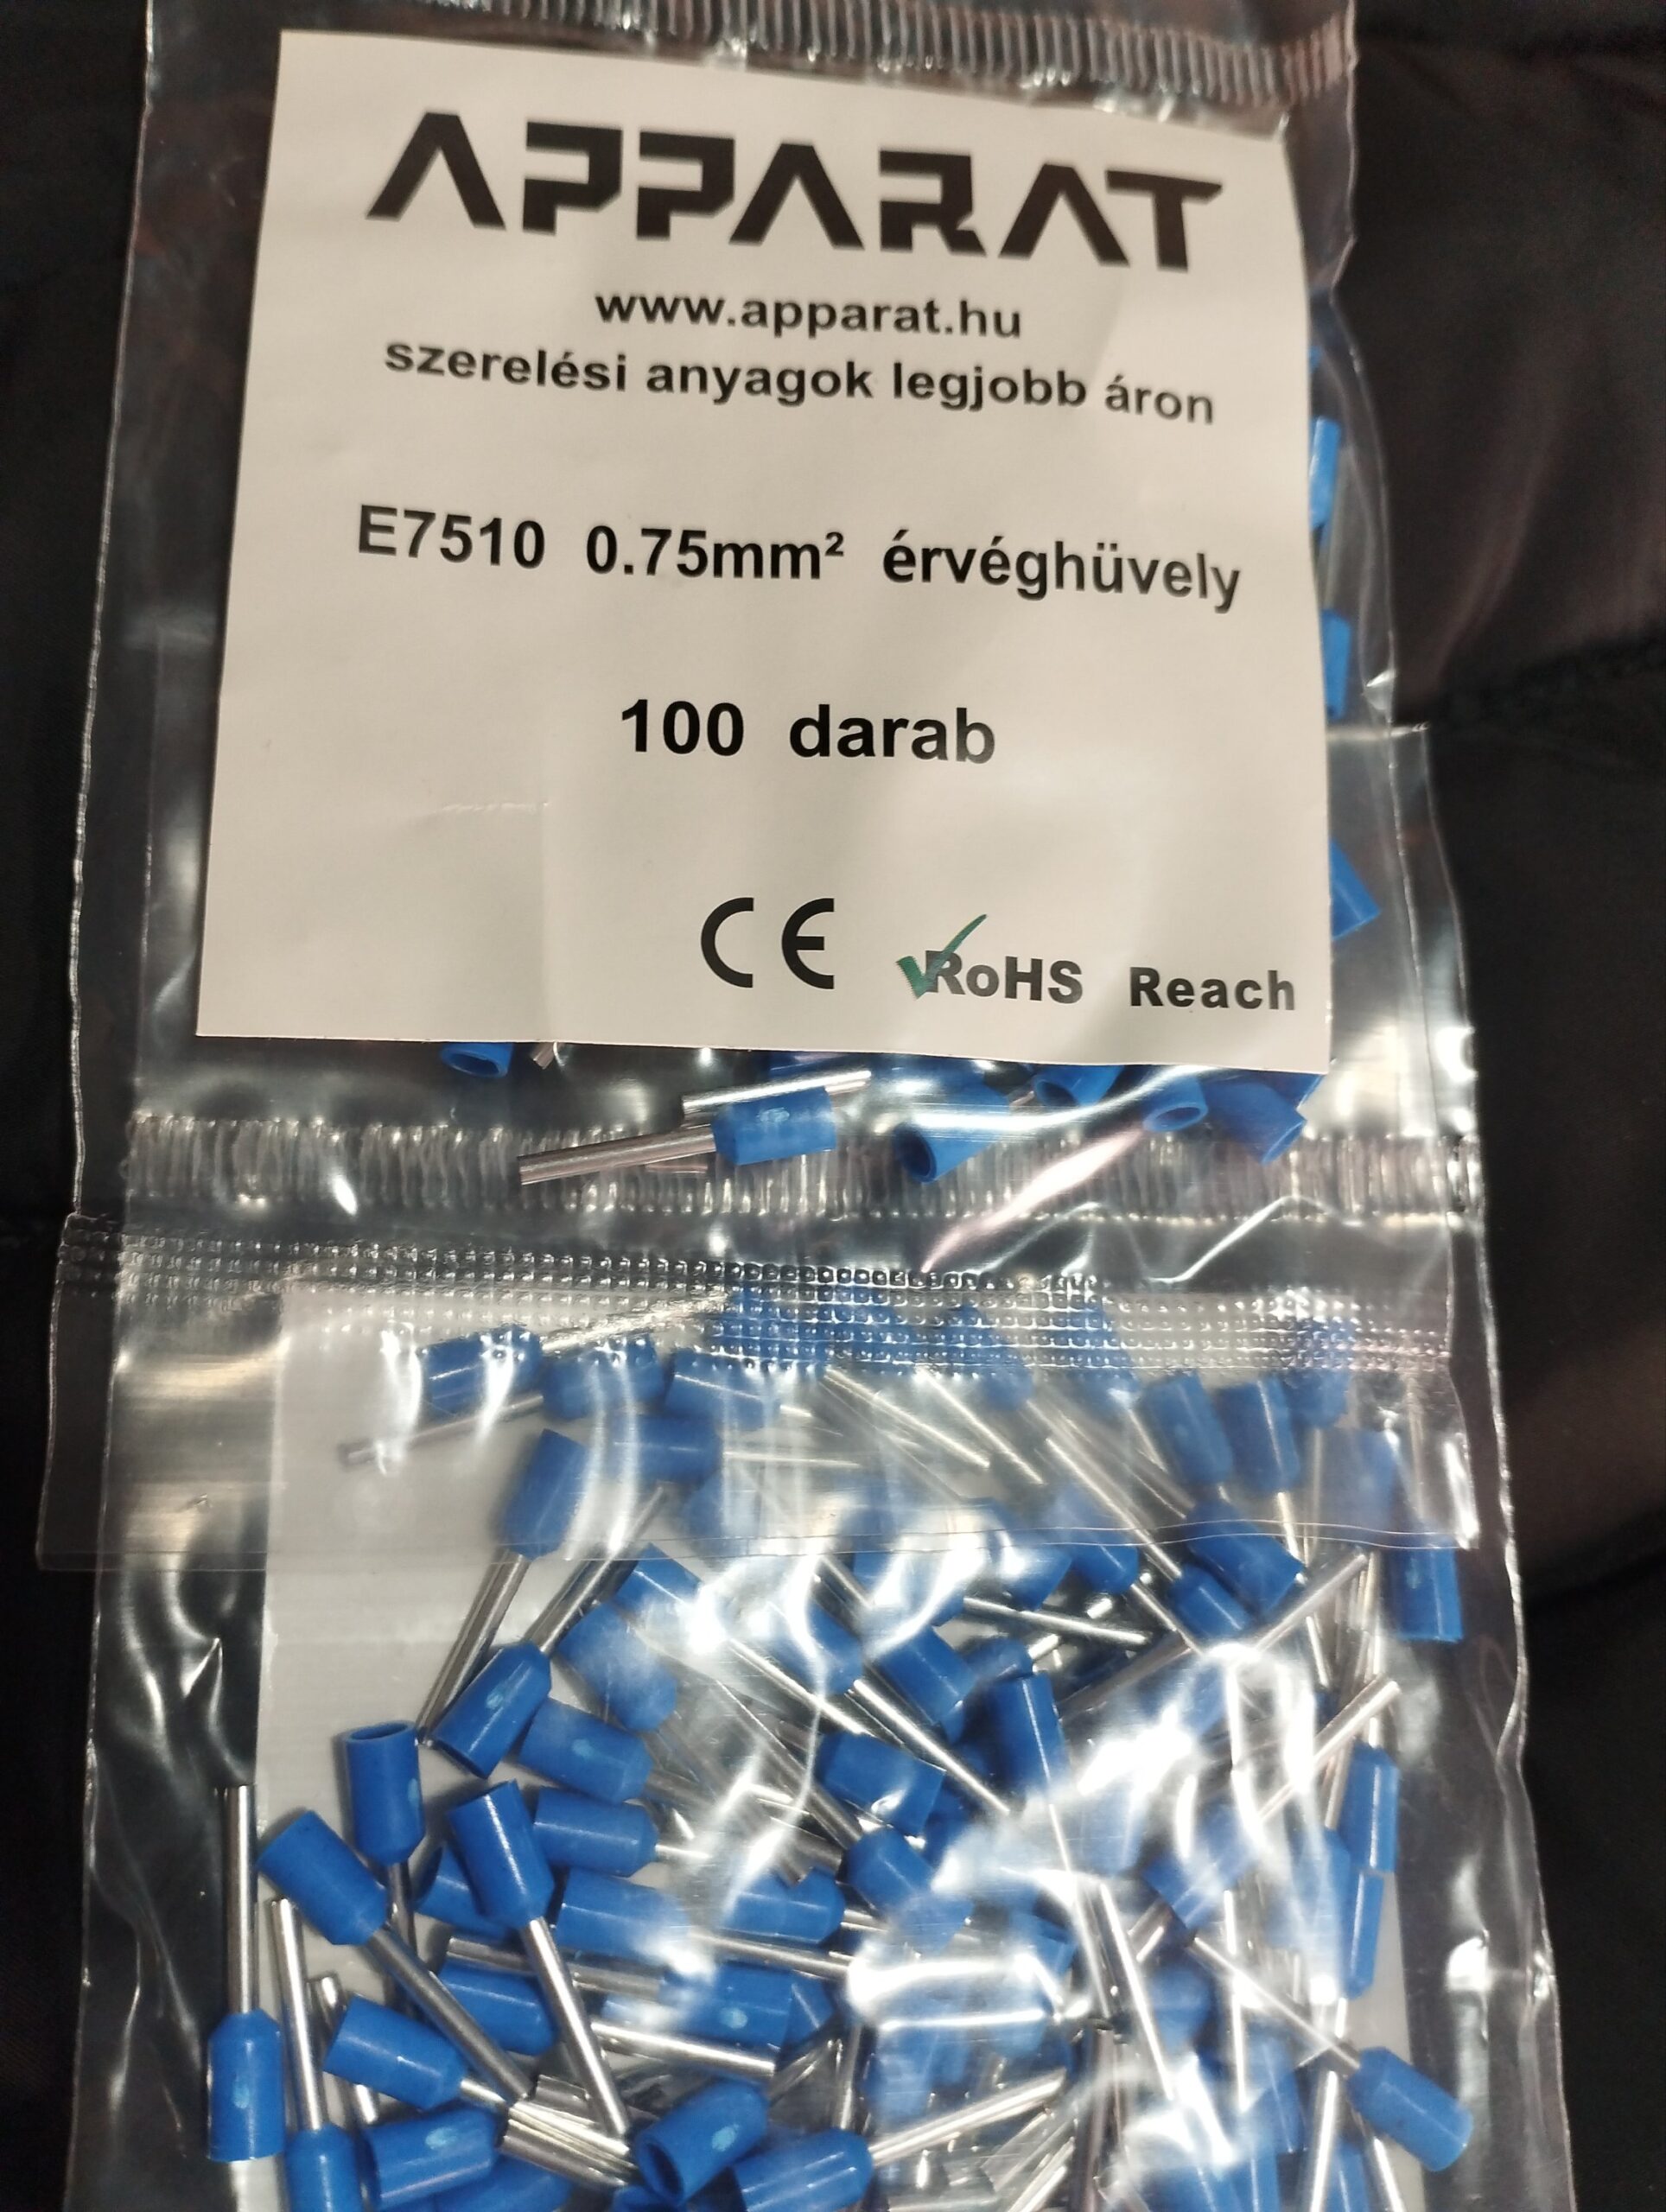 APPARAT
www.apparat.hu
szerelési anyagok legjobb áron
E7510 0.75mm² érvéghüvely
100 darab
CE RoHS Reach